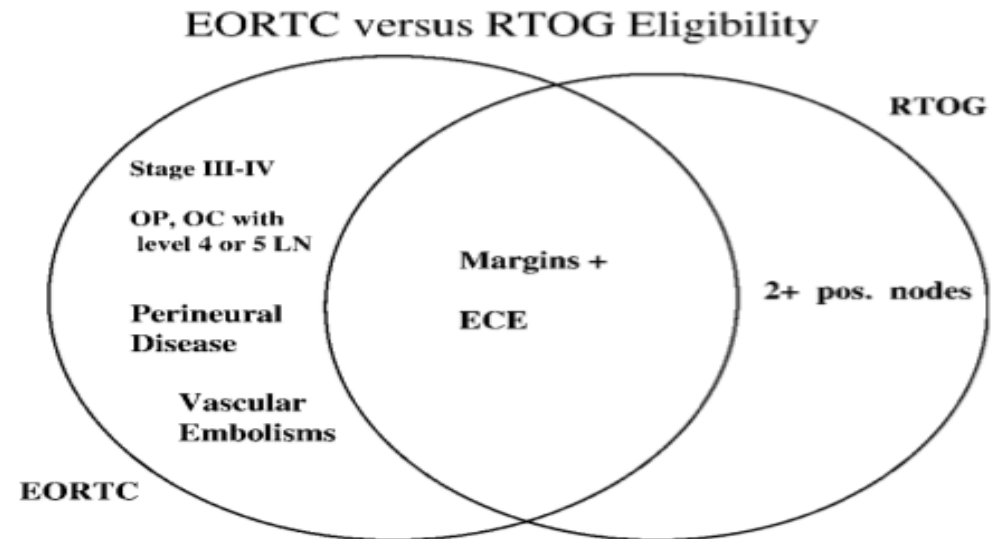 EORTC versus RTOG Eligibility
RTOG
Stage III-IV
OP, OC with
level 4 or 5 LN
Margins +
2+ pos. nodes
Perineural
Disease
ECE
Vascular
Embolisms
EORTC